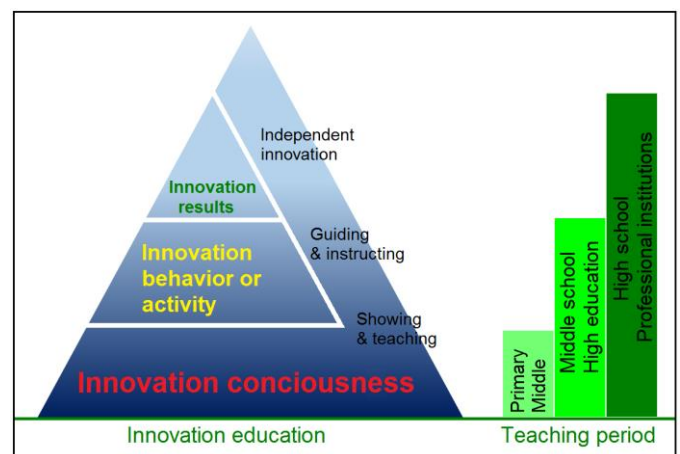 Independent
innovation
Innovation
results
Guiding
& instructing
Innovation
behavior or
activity
Showing
& teaching
Innovation conciousness
Innovation education
Primary
Middle
Middle school
High education
High school
Professional institutions
Teaching period